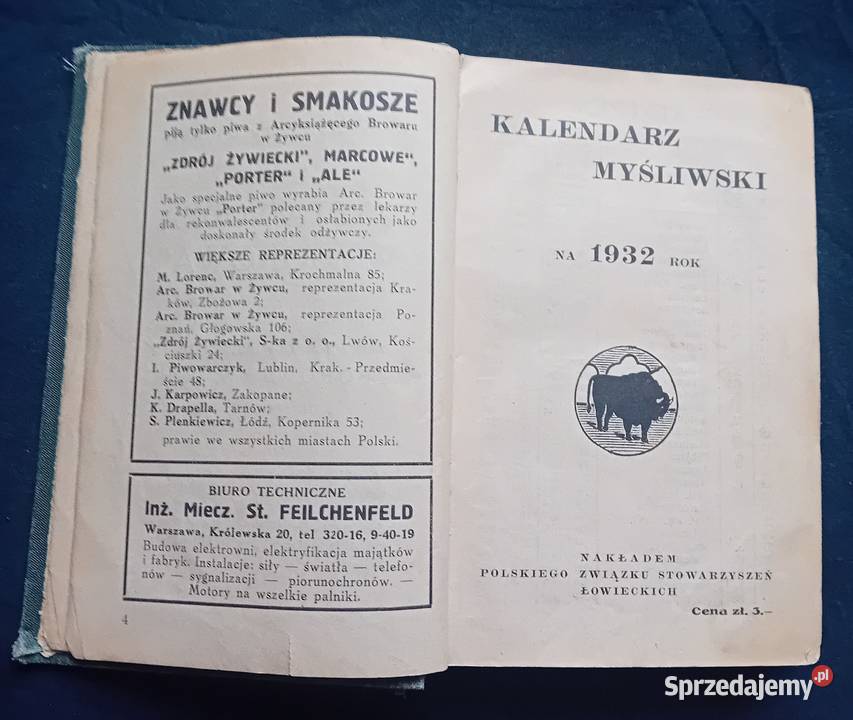 ZNAWCY i SMAKOSZE
piją tylko piwa z Arcyksiążęcego Browaru
w Żywcu
„ZDRÓJ ŻYWIECKI", MARCOWE",
„PORTER" I „ALE"
Jako specjalne piwo wyrabia Arc. Browar
w Żywcu „Porter" polecany przez lekarzy
dla rekonwalescentów i osłabionych jako
doskonały środek odżywczy.
WIĘKSZE REPREZENTACJE:
M. Lorenc, Warszawa, Krochmalna 85;
Arc. Browar w Żywcu, reprezentacja Kra-
ków, Zbożowa 2;
Arc. Browar w Żywcu, reprezentacja Po-
znań, Głogowska 106;
„Zdrój Żywiecki", S-ka z o. o., Lwów, Koś-
ciuszki 24;
I. Piwowarczyk, Lublin, Krak. - Przedmie-
ście 48;
J. Karpowicz, Zakopane;
K. Drapella, Tarnów;
S. Plenkiewicz, Łódź, Kopernika 53;
prawie we wszystkich miastach Polski.
BIURO TECHNICZNE
Inż. Miecz. St. FEILCHENFELD
Warszawa, Królewska 20, tel 320-16, 9-40-19
Budowa elektrowni, elektryfikacja majątków
i fabryk. Instalacje: siły — światła — telefo-
nów — sygnalizacji — piorunochronów. —
Motory na wszelkie palniki.
4
KALENDARZ
MYŚLIWSKI
NA 1932 ROK
NAKŁADEM
POLSKIEGO ZWIĄZKU STOWARZYSZEŃ
ŁOWIECKICH
Cena zł. 3.–
Sprzedajemy.pl